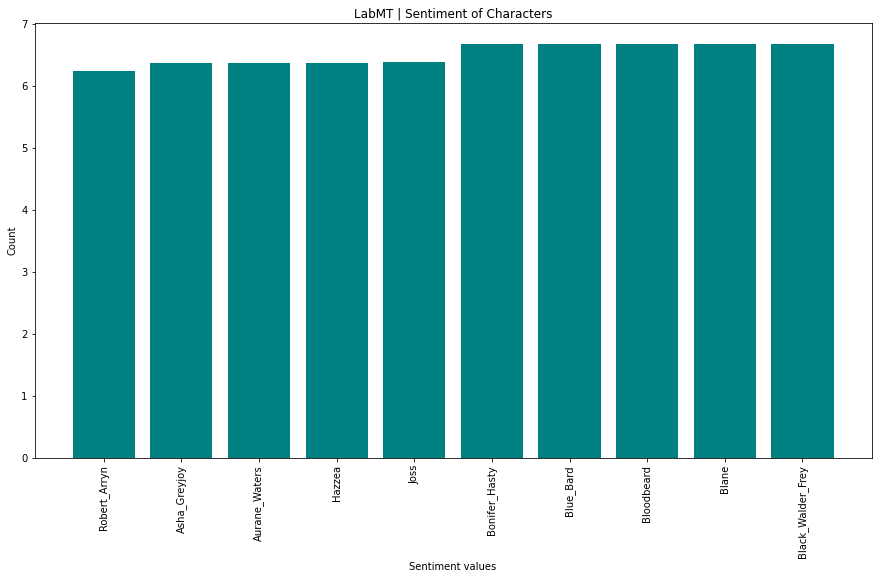 LabMT | Sentiment of Characters
Count
7
6
5
4
3
2
1
0
Robert_Arryn
Asha_Greyjoy
Aurane_Waters
Hazzea
Joss
Bonifer_Hasty
Blue_Bard
Bloodbeard
Blane
Black_Walder_Frey
Sentiment values